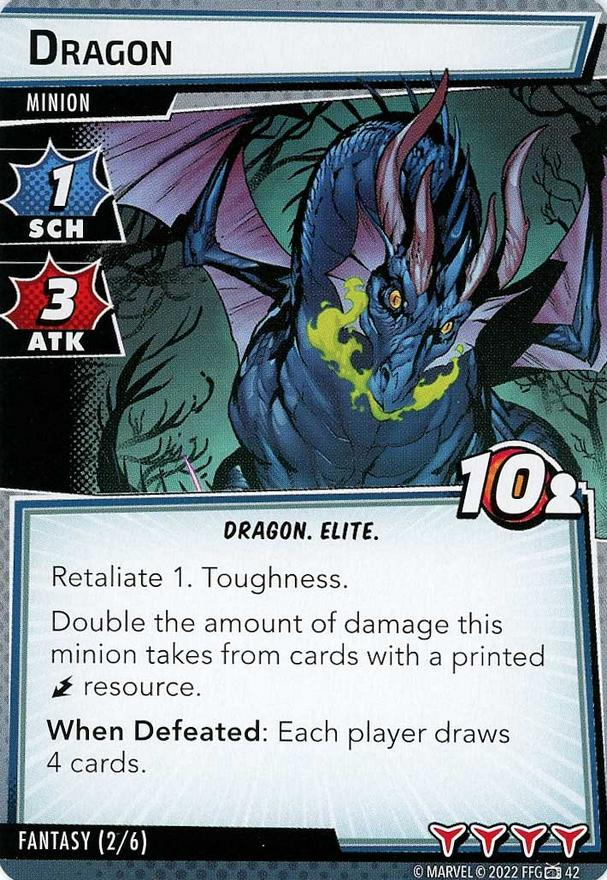 DRAGON
MINION
1
SCH
3
ATK
10
DRAGON. ELITE.
Retaliate 1. Toughness.
Double the amount of damage this
minion takes from cards with a printed
resource.
When Defeated: Each player draws
4 cards.
FANTASY (2/6)
© MARVEL © 2022 FFG 42